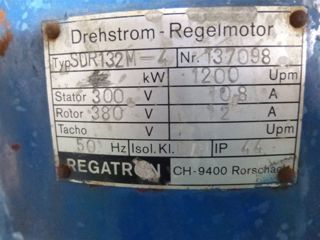 Drehstrom-Regelmotor
Typ SDR132M-4 Nr. 137098
kW 1200 Upm
Stator 300 V 10.8 A
Rotor 380 V 12 A
Tacho V Upm
50 Hz Isol.Kl. IP 44
REGATRON CH-9400 Rorschach